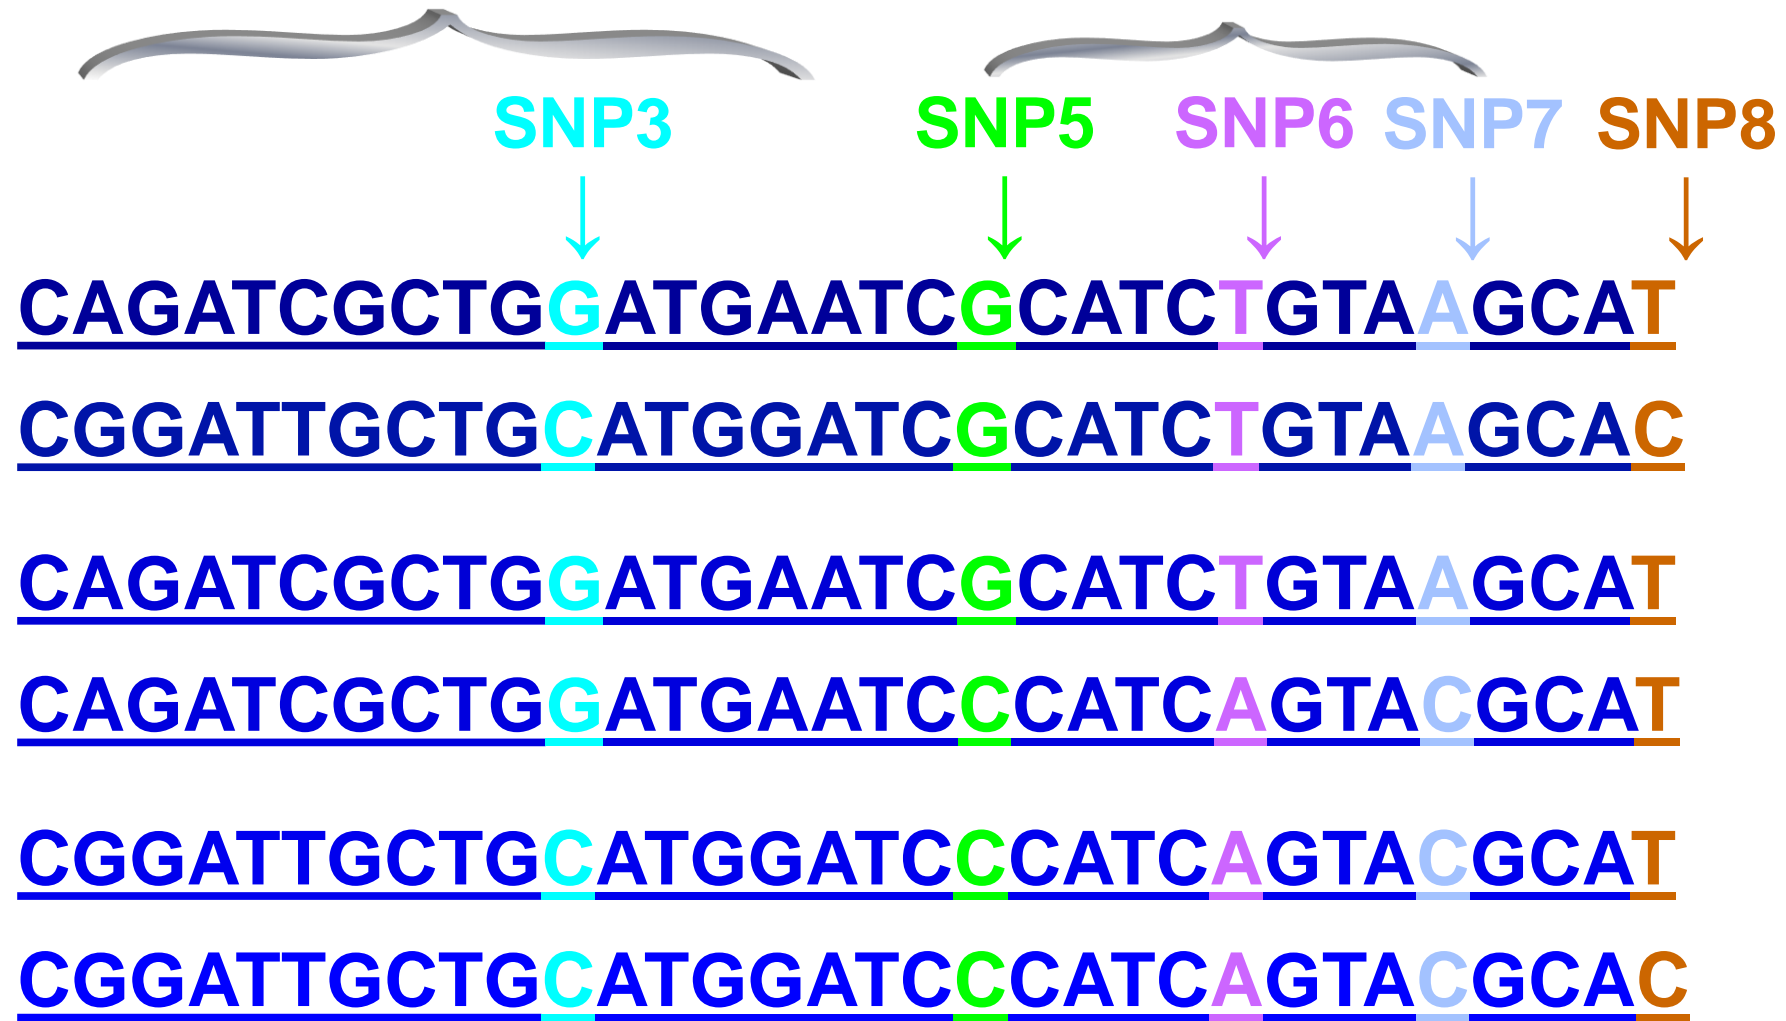 SNP3 SNP5 SNP6 SNP7 SNP8
CAGATCGCTGGATGAATCGCATCTGTAAGCAT
CGGATTGCTGCATGGATCGCATCTGTAAGCAC
CAGATCGCTGGATGAATCGCATCTGTAAGCAT
CAGATCGCTGGATGAATCCCATCAGTACGCAT
CGGATTGCTGCATGGATCCCATCAGTACGCAT
CGGATTGCTGCATGGATCCCATCAGTACGCAC